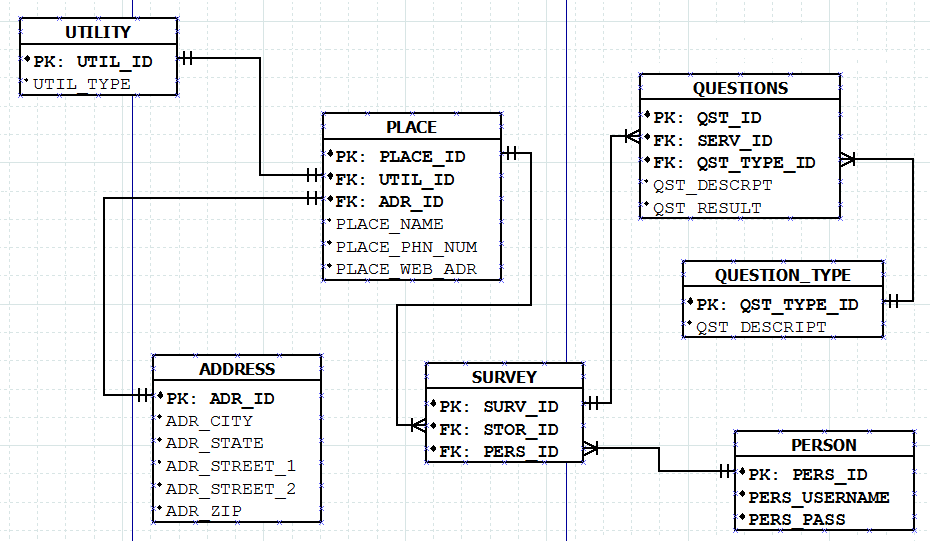 UTILITY
PK: UTIL_ID
UTIL_TYPE
PLACE
PK: PLACE_ID
FK: UTIL_ID
FK: ADR_ID
PLACE_NAME
PLACE_PHN_NUM
PLACE_WEB_ADR
QUESTIONS
PK: QST_ID
FK: SERV_ID
FK: QST_TYPE_ID
QST_DESCRPT
QST_RESULT
QUESTION_TYPE
PK: QST_TYPE_ID
QST_DESCRIPT
ADDRESS
PK: ADR_ID
ADR_CITY
ADR_STATE
ADR_STREET_1
ADR_STREET_2
ADR_ZIP
SURVEY
PK: SURV_ID
FK: STOR_ID
FK: PERS_ID
PERSON
PK: PERS_ID
PERS_USERNAME
PERS_PASS